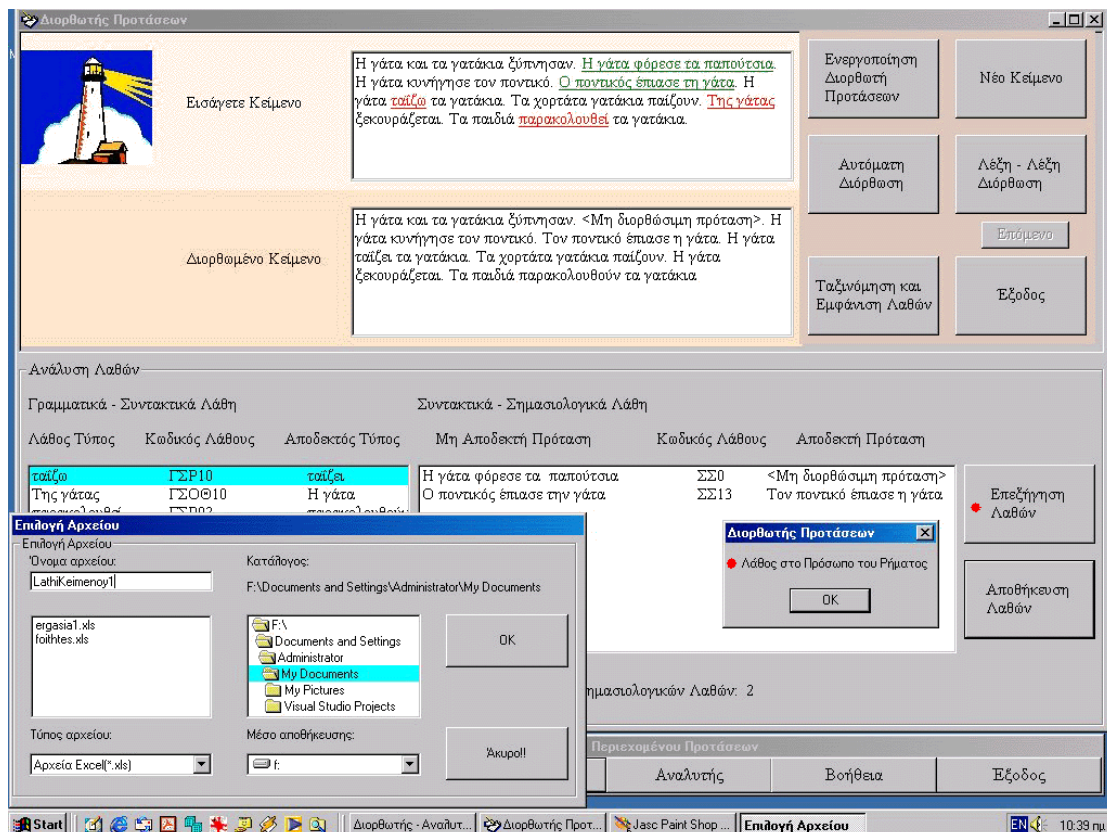 Διορθωτής Προτάσεων
Εισάγετε Κείμενο
Η γάτα και τα γατάκια ξύπνησαν. Η γάτα φόρεσε τα παπούτσια.
Η γάτα κυνήγησε τον ποντικό. Ο ποντικός έπιασε τη γάτα. Η
γάτα ταΐζω τα γατάκια. Τα χορτάτα γατάκια παίζουν. Της γάτας
ξεκουράζεται. Τα παιδιά παρακολουθεί τα γατάκια.
Ενεργοποίηση
Διορθωτή
Προτάσεων
Νέο Κείμενο
Αυτόματη
Διόρθωση
Λέξη - Λέξη
Διόρθωση
Διορθωμένο Κείμενο
Η γάτα και τα γατάκια ξύπνησαν. <Μη διορθώσιμη πρόταση>. Η
γάτα κυνήγησε τον ποντικό. Τον ποντικό έπιασε η γάτα. Η γάτα
ταΐζει τα γατάκια. Τα χορτάτα γατάκια παίζουν. Η γάτα
ξεκουράζεται. Τα παιδιά παρακολουθούν τα γατάκια
Επόμενο
Ταξινόμηση και
Εμφάνιση Λαθών
Έξοδος
Ανάλυση Λαθών
Γραμματικά - Συντακτικά Λάθη
Συντακτικά - Σημασιολογικά Λάθη
Λάθος Τύπος Κωδικός Λάθους Αποδεκτός Τύπος Μη Αποδεκτή Πρόταση Κωδικός Λάθους Αποδεκτή Πρόταση
ταΐζω ΓΣΡ10 ταΐζει
Της γάτας ΓΣΟΘ10 Η γάτα
Η γάτα φόρεσε τα παπούτσια ΣΣ0 <Μη διορθώσιμη πρόταση>
Ο ποντικός έπιασε την γάτα ΣΣ13 Τον ποντικό έπιασε η γάτα
Επεξήγηση
Λαθών
Αποθήκευση
Λαθών
Διορθωτής Προτάσεων
Λάθος στο Πρόσωπο του Ρήματος
OK
Επιλογή Αρχείου
Επιλογή Αρχείου
Όνομα αρχείου:
LathiKeimenoy1
Κατάλογος:
F:\Documents and Settings\Administrator\My Documents
ergasia1.xls
foithtes.xls
F:\
Documents and Settings
Administrator
My Documents
My Pictures
Visual Studio Projects
OK
Τύπος αρχείου:
Αρχεία Excel(*.xls)
Μέσο αποθήκευσης:
f:
Άκυρο!!
ημασιολογικών Λαθών: 2
Περιεχομένου Προτάσεων
Αναλυτής
Βοήθεια
Έξοδος
Start
Διορθωτής - Αναλυτ...
Διορθωτής Προτ...
Jasc Paint Shop ...
Επιλογή Αρχείου
EN
10:39 πμ